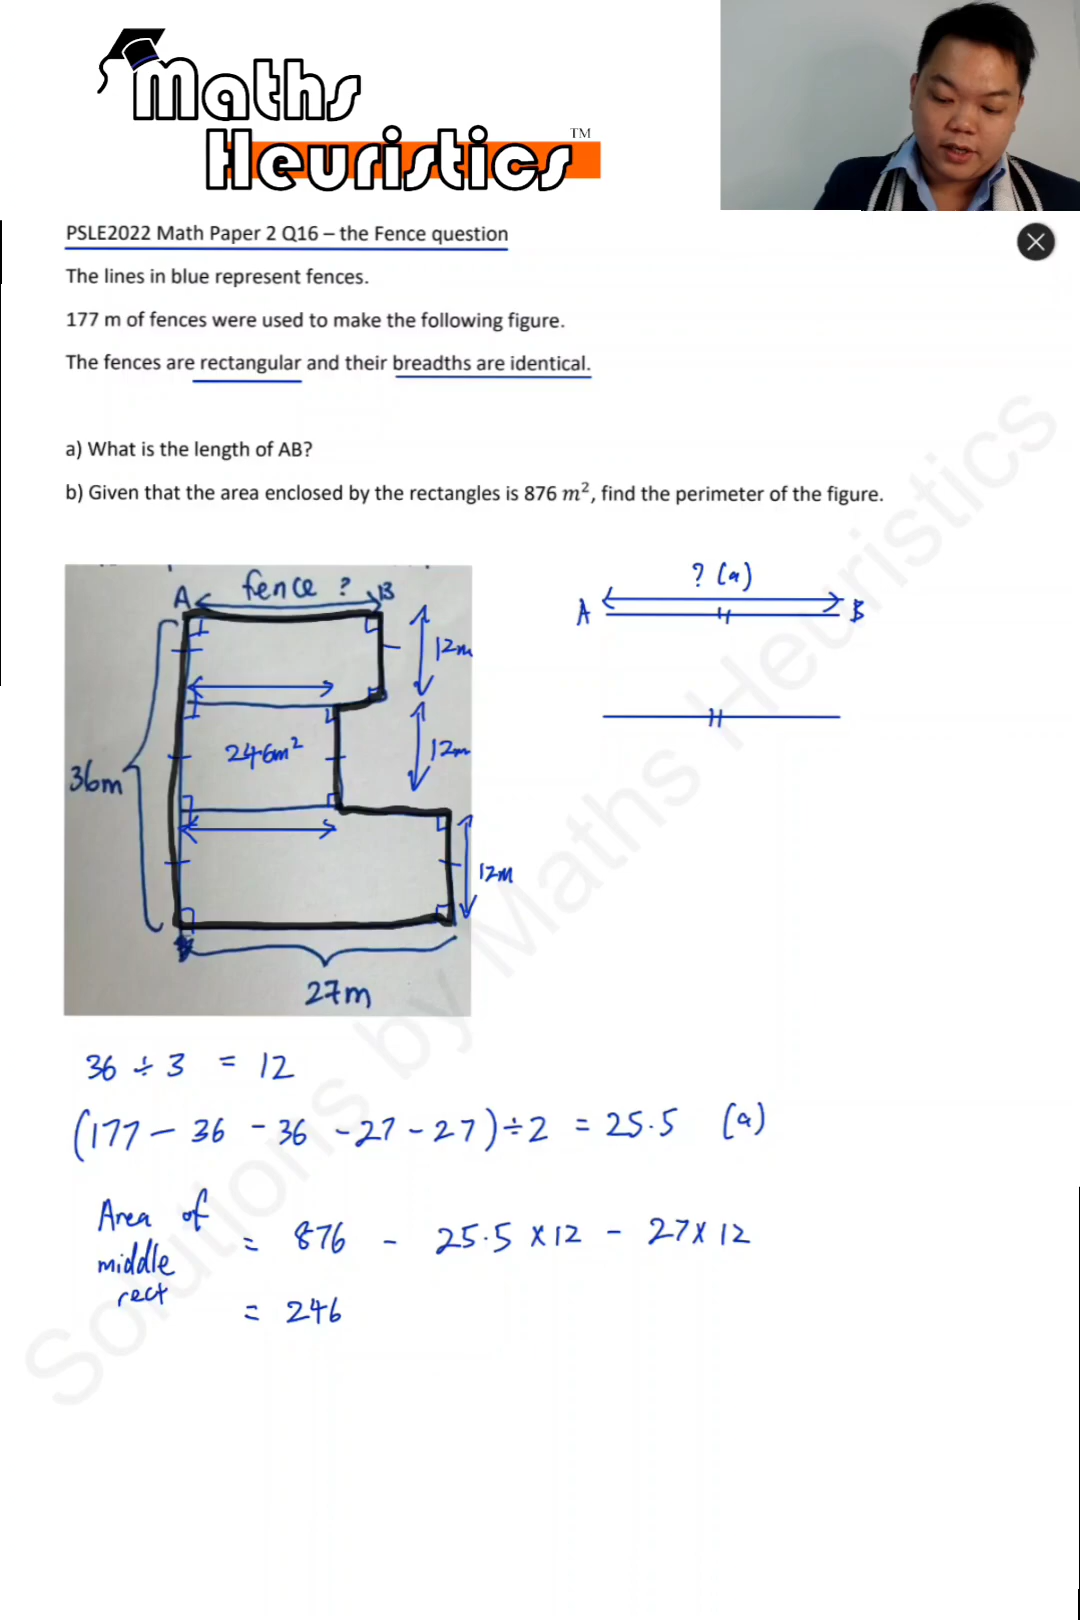 Maths
Heuristics TM
PSLE2022 Math Paper 2 Q16 – the Fence question
The lines in blue represent fences.
177 m of fences were used to make the following figure.
The fences are rectangular and their breadths are identical.
a) What is the length of AB?
b) Given that the area enclosed by the rectangles is 876 m², find the perimeter of the figure.
A fence ? B
12m
246m²
12m
36m
12m
27m
? (a)
A B
36 ÷ 3 = 12
(177 – 36 – 36 – 27 – 27) ÷ 2 = 25.5 (a)
Area of
middle
rect
= 876 – 25.5 × 12 – 27 × 12
= 246
Solutions by Maths Heuristics